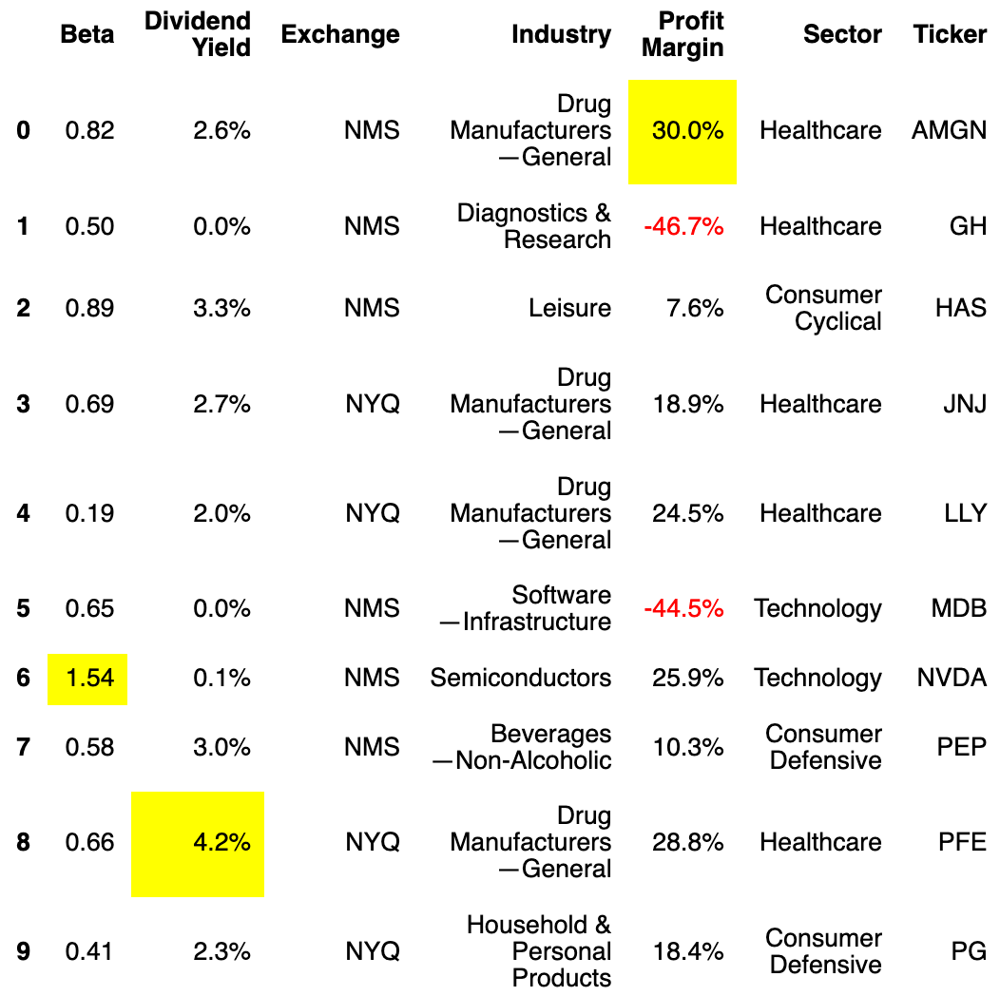 Beta Dividend Yield Exchange Industry Profit Margin Sector Ticker
0 0.82 2.6% NMS Drug Manufacturers —General 30.0% Healthcare AMGN
1 0.50 0.0% NMS Diagnostics & Research -46.7% Healthcare GH
2 0.89 3.3% NMS Leisure 7.6% Consumer Cyclical HAS
3 0.69 2.7% NYQ Drug Manufacturers —General 18.9% Healthcare JNJ
4 0.19 2.0% NYQ Drug Manufacturers —General 24.5% Healthcare LLY
5 0.65 0.0% NMS Software —Infrastructure -44.5% Technology MDB
6 1.54 0.1% NMS Semiconductors 25.9% Technology NVDA
7 0.58 3.0% NMS Beverages —Non-Alcoholic 10.3% Consumer Defensive PEP
8 0.66 4.2% NYQ Drug Manufacturers —General 28.8% Healthcare PFE
9 0.41 2.3% NYQ Household & Personal Products 18.4% Consumer Defensive PG